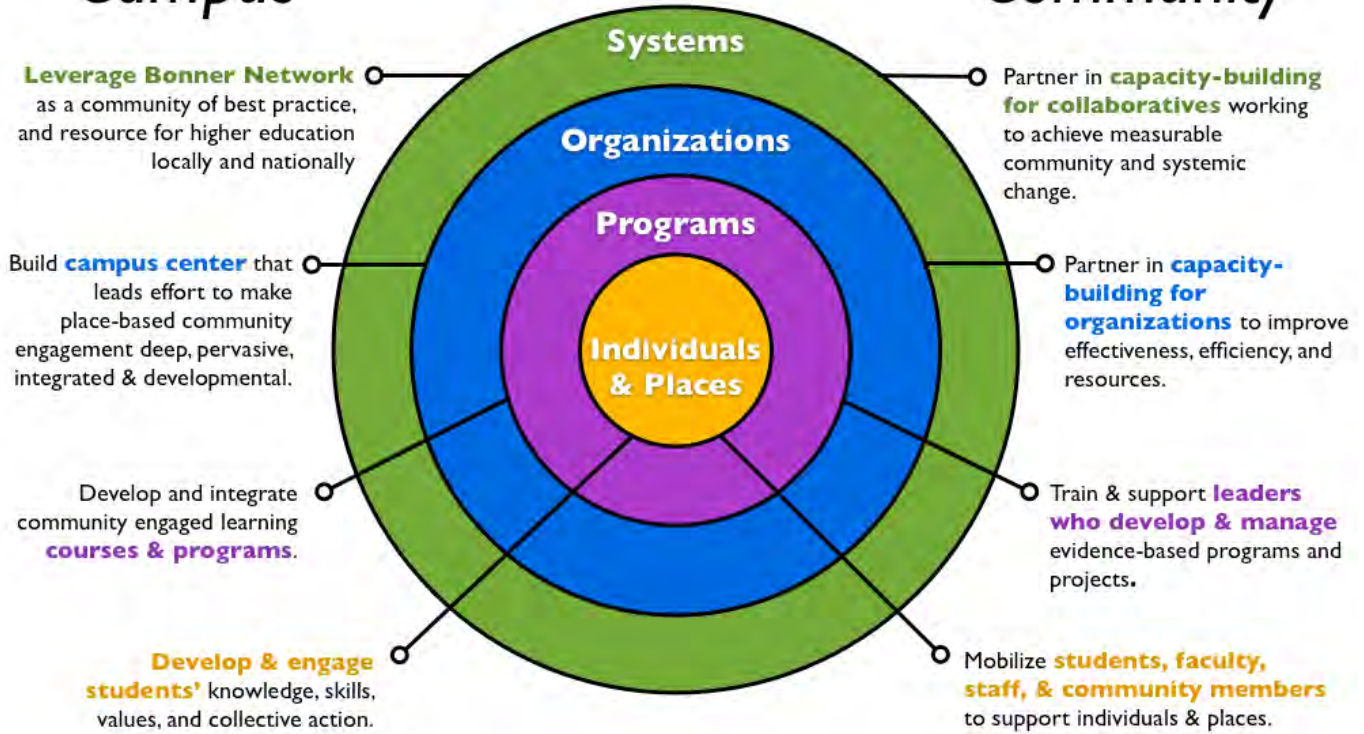 Campus
Community
Systems
Organizations
Programs
Individuals
& Places
Leverage Bonner Network
as a community of best practice,
and resource for higher education
locally and nationally
Build campus center that
leads effort to make
place-based community
engagement deep, pervasive,
integrated & developmental.
Develop and integrate
community engaged learning
courses & programs.
Develop & engage
students' knowledge, skills,
values, and collective action.
Partner in capacity-building
for collaboratives working
to achieve measurable
community and systemic
change.
Partner in capacity-
building for
organizations to improve
effectiveness, efficiency, and
resources.
Train & support leaders
who develop & manage
evidence-based programs and
projects.
Mobilize students, faculty,
staff, & community members
to support individuals & places.